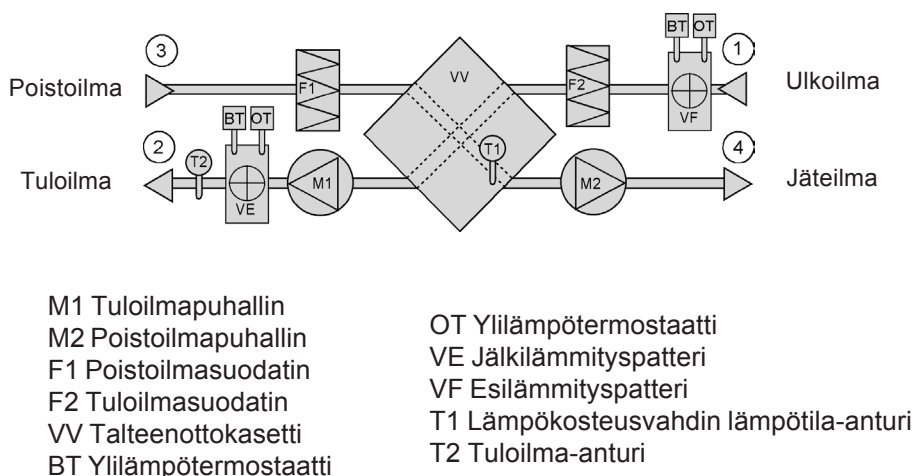 BT OT
3
1
Poistoilma
F1
VV
F2
VF
Ulkoilma
BT OT
2
T2
T1
4
Tuloilma
VE
M1
M2
Jäteilma
M1 Tuloilmapuhallin
M2 Poistoilmapuhallin
F1 Poistoilmasuodatin
F2 Tuloilmasuodatin
VV Talteenottokasetti
BT Ylilämpötermostaatti
OT Ylilämpötermostaatti
VE Jälkilämmityspatteri
VF Esilämmityspatteri
T1 Lämpökosteusvahdin lämpötila-anturi
T2 Tuloilma-anturi